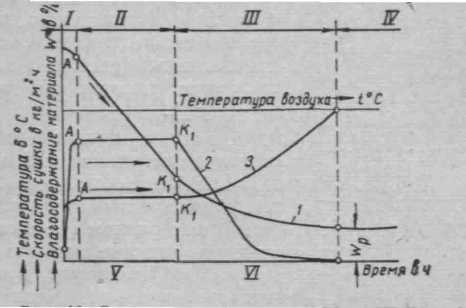 I II III IV
Температура в °С
Скорость сушки в кг/м² ч
Влагосодержание материала W в %
A
Температура воздуха t°C
A K₁ 2 3
K₁
A K₁ 1
Wр
V VI Время в ч